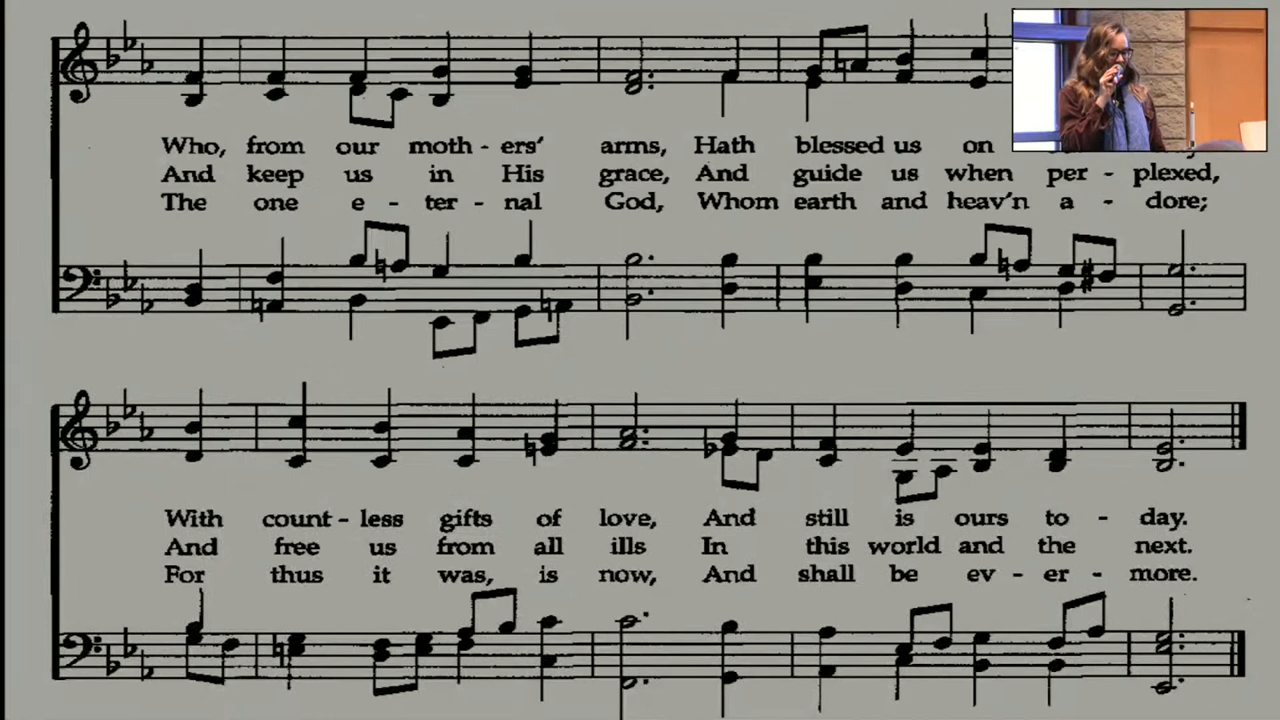 Who, from our moth - ers' arms, Hath blessed us on
And keep us in His grace, And guide us when per - plexed,
The one e - ter - nal God, Whom earth and heav'n a - dore;
With count - less gifts of love, And still is ours to - day.
And free us from all ills In this world and the next.
For thus it was, is now, And shall be ev - er - more.